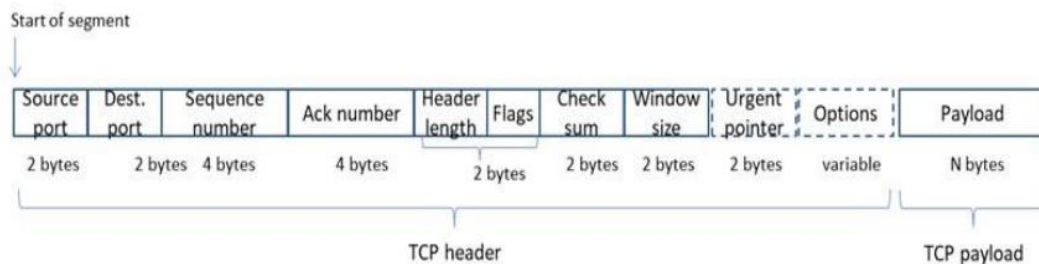 Start of segment
Source port
Dest. port
Sequence number
Ack number
Header length
Flags
Check sum
Window size
Urgent pointer
Options
Payload
2 bytes
2 bytes
4 bytes
4 bytes
2 bytes
2 bytes
2 bytes
2 bytes
variable
N bytes
TCP header
TCP payload